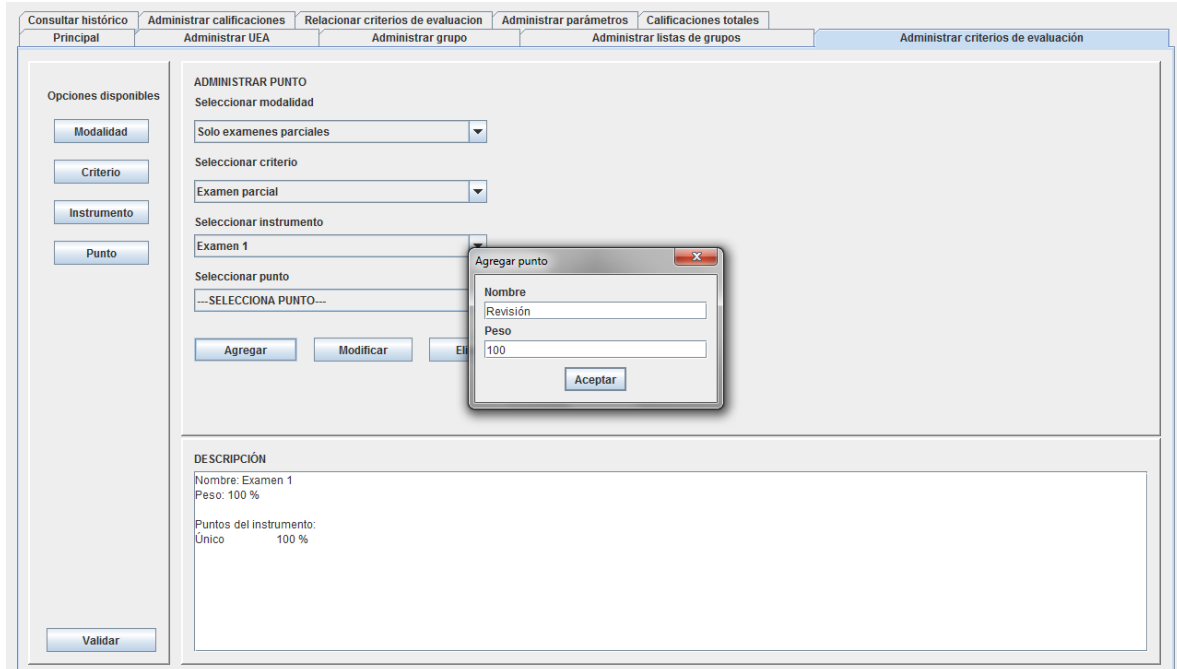 Consultar histórico Administrar calificaciones Relacionar criterios de evaluacion Administrar parámetros Calificaciones totales
Principal Administrar UEA Administrar grupo Administrar listas de grupos Administrar criterios de evaluación
Opciones disponibles
Modalidad
Criterio
Instrumento
Punto
Validar
ADMINISTRAR PUNTO
Seleccionar modalidad
Solo examenes parciales
Seleccionar criterio
Examen parcial
Seleccionar instrumento
Examen 1
Seleccionar punto
---SELECCIONA PUNTO---
Agregar Modificar
Agregar punto
Nombre
Revisión
Peso
100
Aceptar
DESCRIPCIÓN
Nombre: Examen 1
Peso: 100 %
Puntos del instrumento:
Único 100 %